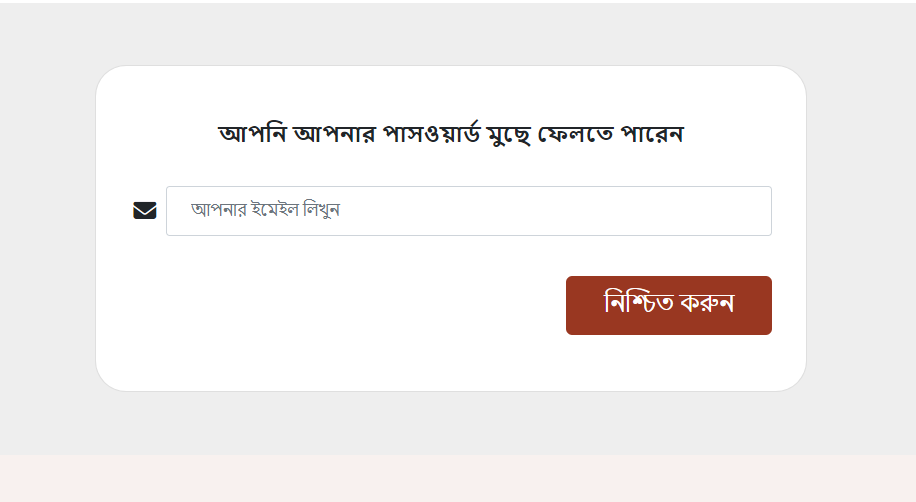 আপনি আপনার পাসওয়ার্ড মুছে ফেলতে পারেন
আপনার ইমেইল লিখুন
নিশ্চিত করুন